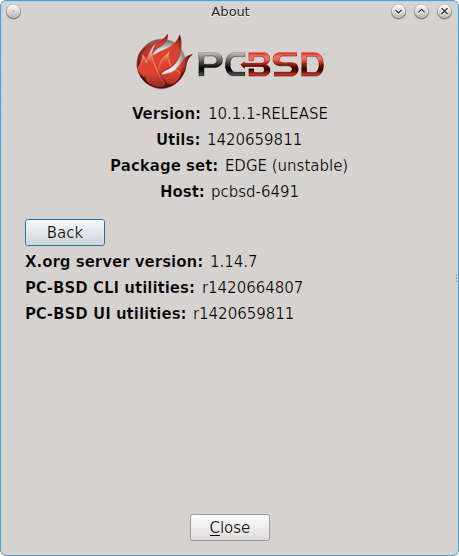 About
PCBSD
Version: 10.1.1-RELEASE
Utils: 1420659811
Package set: EDGE (unstable)
Host: pcbsd-6491
Back
X.org server version: 1.14.7
PC-BSD CLI utilities: r1420664807
PC-BSD UI utilities: r1420659811
Close